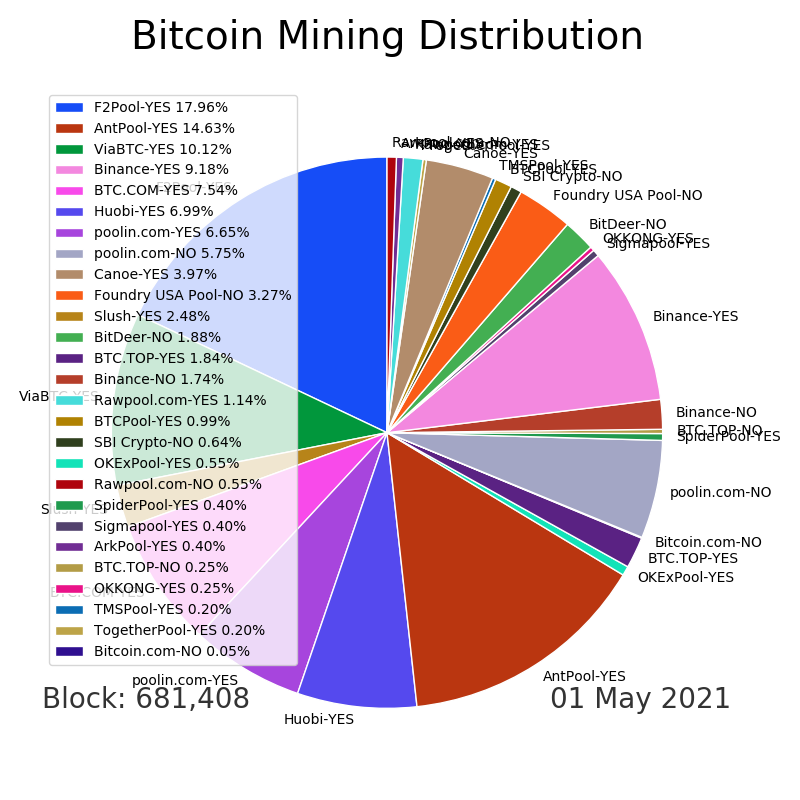 Bitcoin Mining Distribution
F2Pool-YES 17.96%
AntPool-YES 14.63%
ViaBTC-YES 10.12%
Binance-YES 9.18%
BTC.COM-YES 7.54%
Huobi-YES 6.99%
poolin.com-YES 6.65%
poolin.com-NO 5.75%
Canoe-YES 3.97%
Foundry USA Pool-NO 3.27%
Slush-YES 2.48%
BitDeer-NO 1.88%
BTC.TOP-YES 1.84%
Binance-NO 1.74%
Rawpool.com-YES 1.14%
BTCPool-YES 0.99%
SBI Crypto-NO 0.64%
OKExPool-YES 0.55%
Rawpool.com-NO 0.55%
SpiderPool-YES 0.40%
Sigmapool-YES 0.40%
ArkPool-YES 0.40%
BTC.TOP-NO 0.25%
OKKONG-YES 0.25%
TMSPool-YES 0.20%
TogetherPool-YES 0.20%
Bitcoin.com-NO 0.05%
Canoe-YES
TMSPool-YES
BTCPool-YES
SBI Crypto-NO
Foundry USA Pool-NO
BitDeer-NO
OKKONG-YES
Sigmapool-YES
Binance-YES
Binance-NO
BTC.TOP-NO
SpiderPool-YES
poolin.com-NO
Bitcoin.com-NO
BTC.TOP-YES
OKExPool-YES
AntPool-YES
Huobi-YES
poolin.com-YES
BTC.COM-YES
Slush-YES
ViaBTC-YES
Block: 681,408
01 May 2021